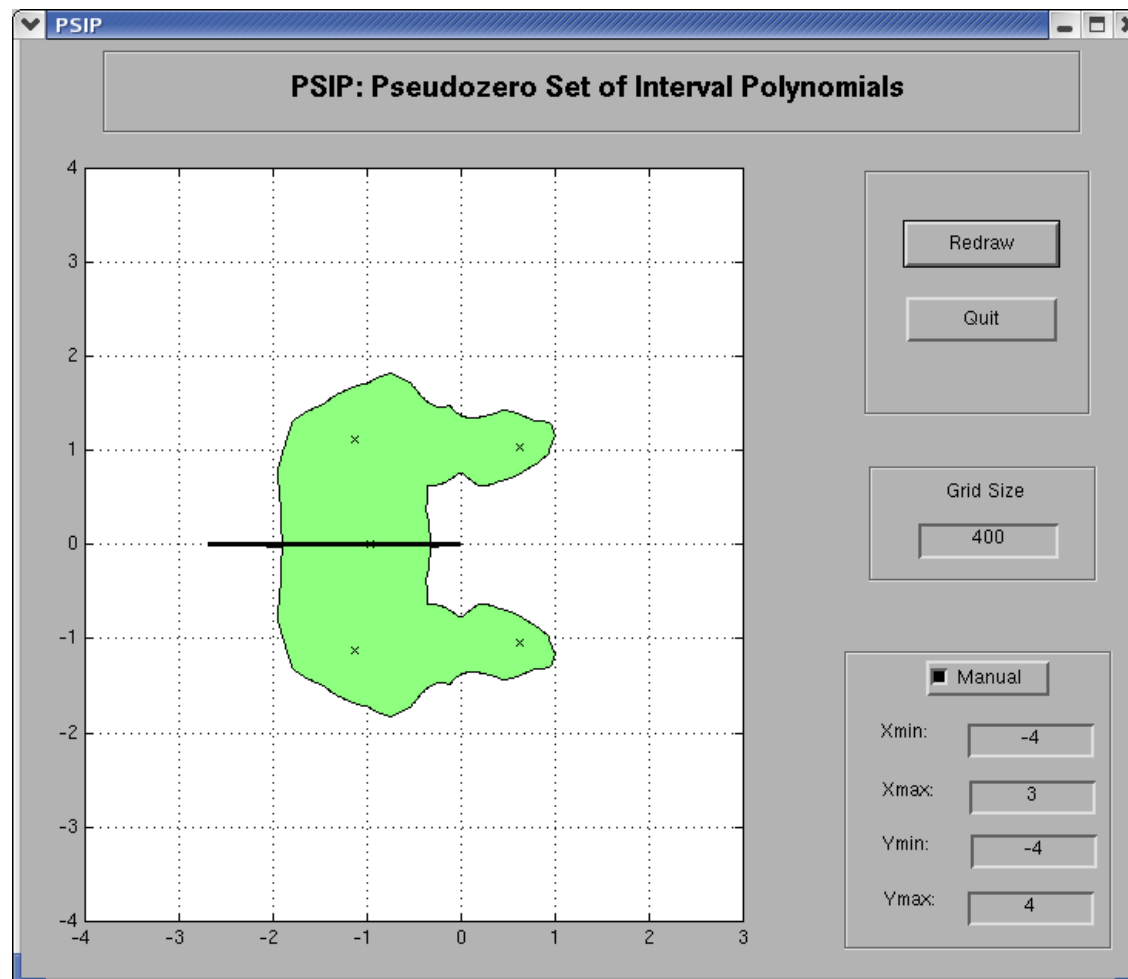 PSIP
PSIP: Pseudozero Set of Interval Polynomials
4
3
2
1
0
-1
-2
-3
-4
-4 -3 -2 -1 0 1 2 3
Redraw
Quit
Grid Size
400
Manual
Xmin: -4
Xmax: 3
Ymin: -4
Ymax: 4